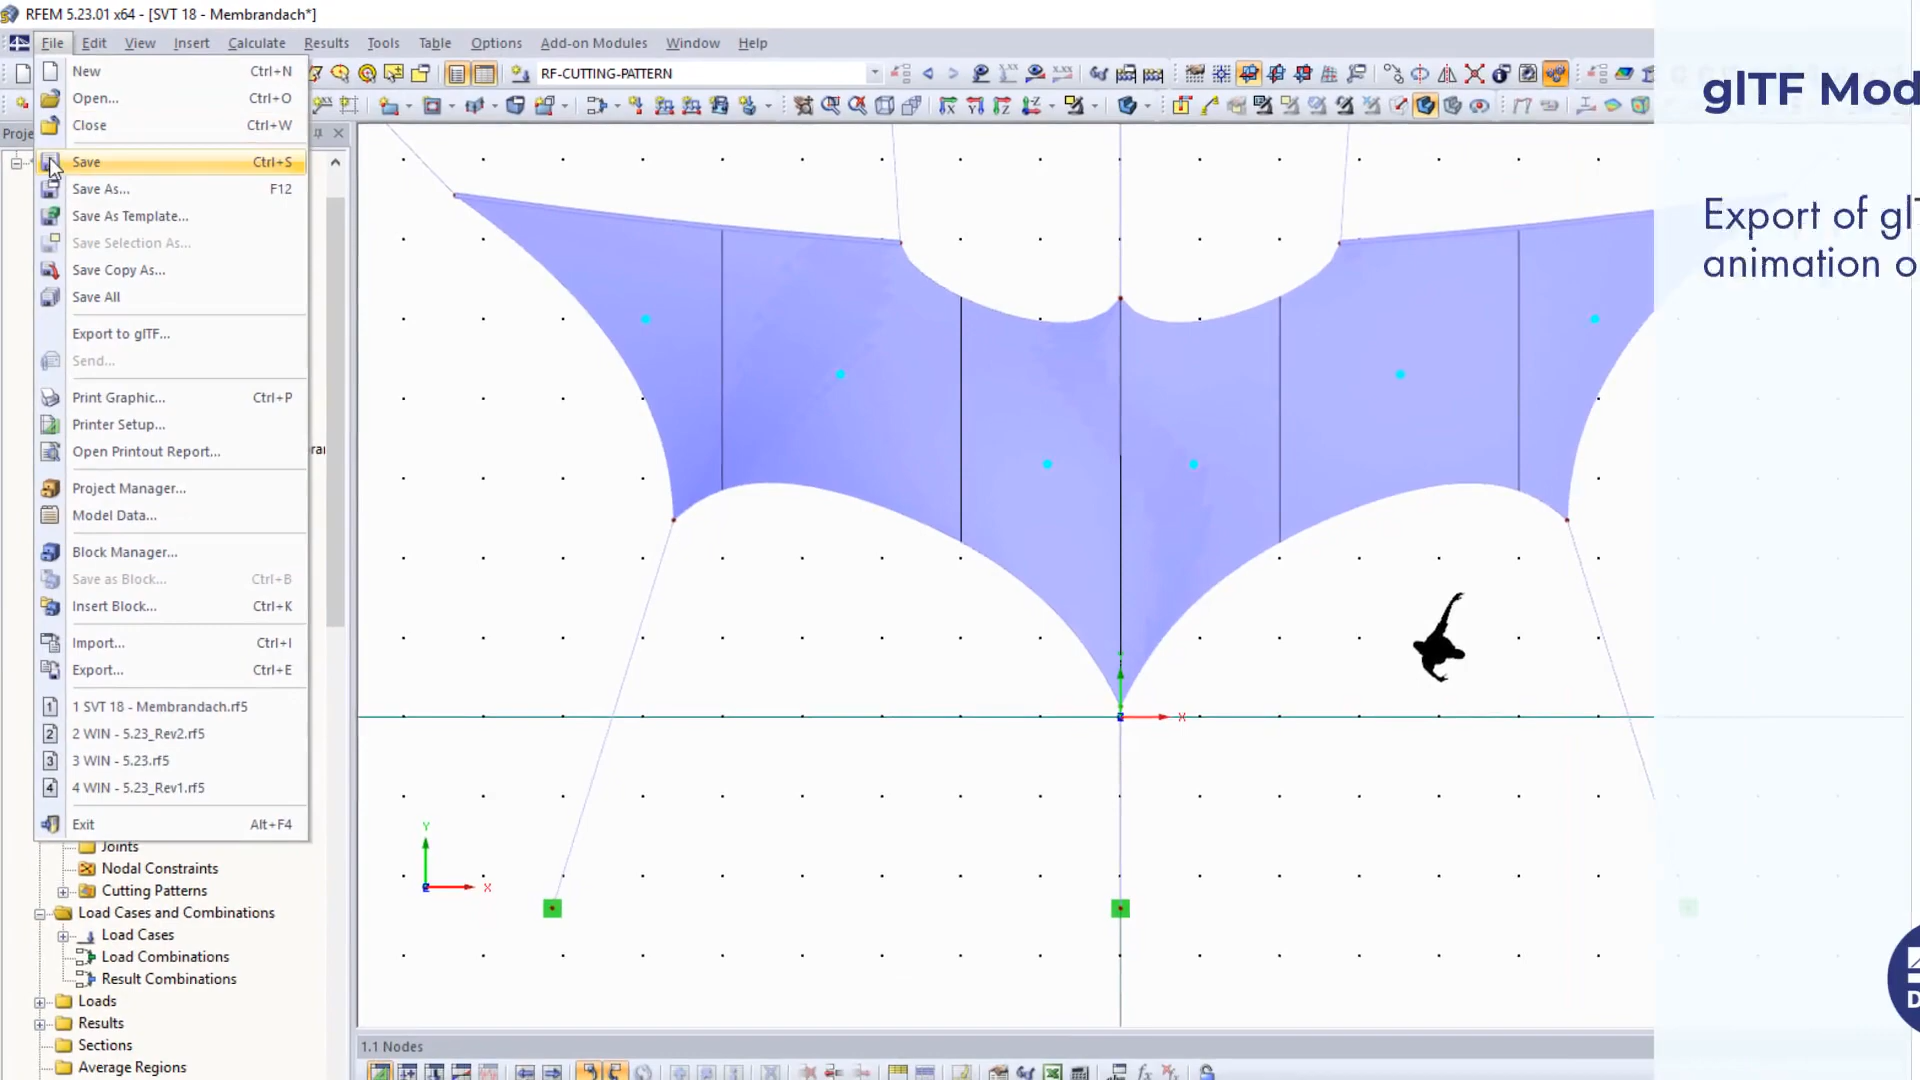 RFEM 5.23.01 x64 - [SVT 18 - Membrandach*]
File Edit View Insert Calculate Results Tools Table Options Add-on Modules Window Help
RF-CUTTING-PATTERN
New Ctrl+N
Open... Ctrl+O
Close Ctrl+W
Save Ctrl+S
Save As... F12
Save As Template...
Save Selection As...
Save Copy As...
Save All
Export to glTF...
Send...
Print Graphic... Ctrl+P
Printer Setup...
Open Printout Report...
Project Manager...
Model Data...
Block Manager...
Save as Block... Ctrl+B
Insert Block... Ctrl+K
Import... Ctrl+I
Export... Ctrl+E
1 SVT 18 - Membrandach.rf5
2 WIN - 5.23_Rev2.rf5
3 WIN - 5.23.rf5
4 WIN - 5.23_Rev1.rf5
Exit Alt+F4
Joints
Nodal Constraints
Cutting Patterns
Load Cases and Combinations
Load Cases
Load Combinations
Result Combinations
Loads
Results
Sections
Average Regions
X
Y
X
1.1 Nodes
glTF Mod
Export of glT
animation o